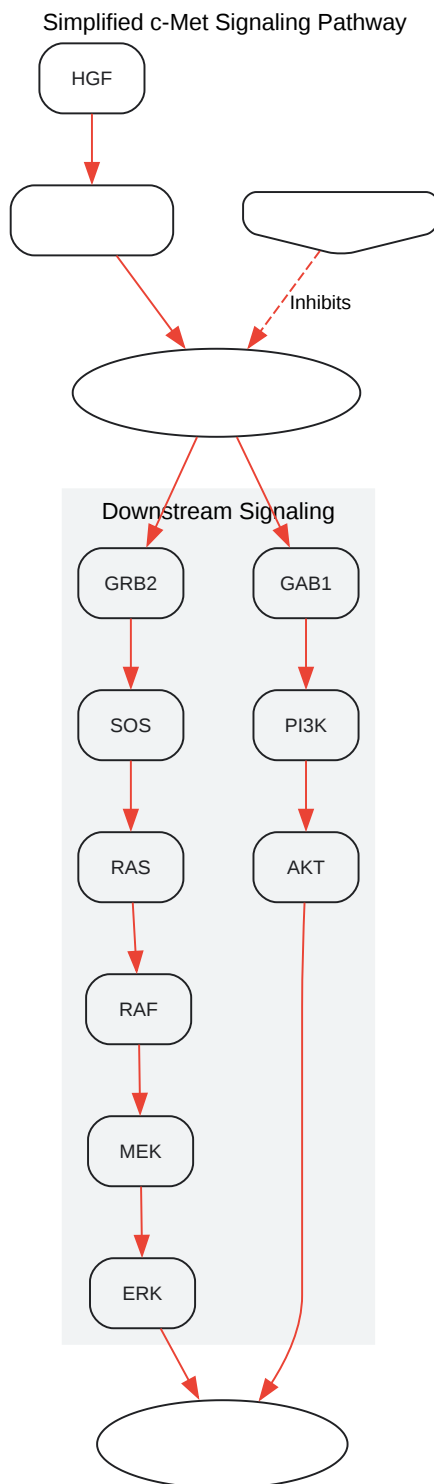 Simplified c-Met Signaling Pathway
HGF
Inhibits
Downstream Signaling
GRB2
GAB1
SOS
PI3K
RAS
AKT
RAF
MEK
ERK